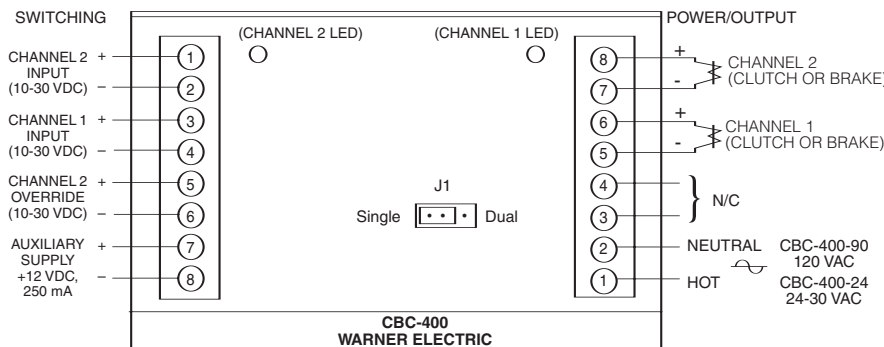 SWITCHING
POWER/OUTPUT
(CHANNEL 2 LED)
(CHANNEL 1 LED)
CHANNEL 2 +
INPUT
(10-30 VDC) –
1
2
CHANNEL 1 +
INPUT
(10-30 VDC) –
3
4
CHANNEL 2 +
OVERRIDE
(10-30 VDC) –
5
6
AUXILIARY +
SUPPLY
+12 VDC, –
250 mA
7
8
J1
Single
Dual
8
+
7
-
CHANNEL 2
(CLUTCH OR BRAKE)
6
+
5
-
CHANNEL 1
(CLUTCH OR BRAKE)
4
3
N/C
2
NEUTRAL
CBC-400-90
120 VAC
1
HOT
CBC-400-24
24-30 VAC
CBC-400
WARNER ELECTRIC